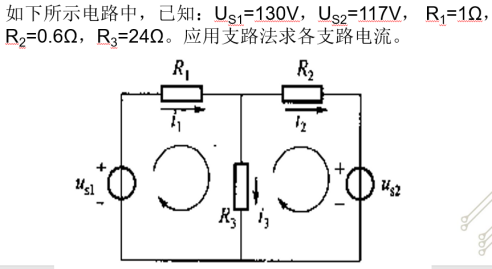 如下所示电路中，已知：US1=130V，US2=117V， R1=1Ω，
R2=0.6Ω，R3=24Ω。应用支路法求各支路电流。
R1 R2
i1 i2
+ +
us1 us2
- -
R3 i3